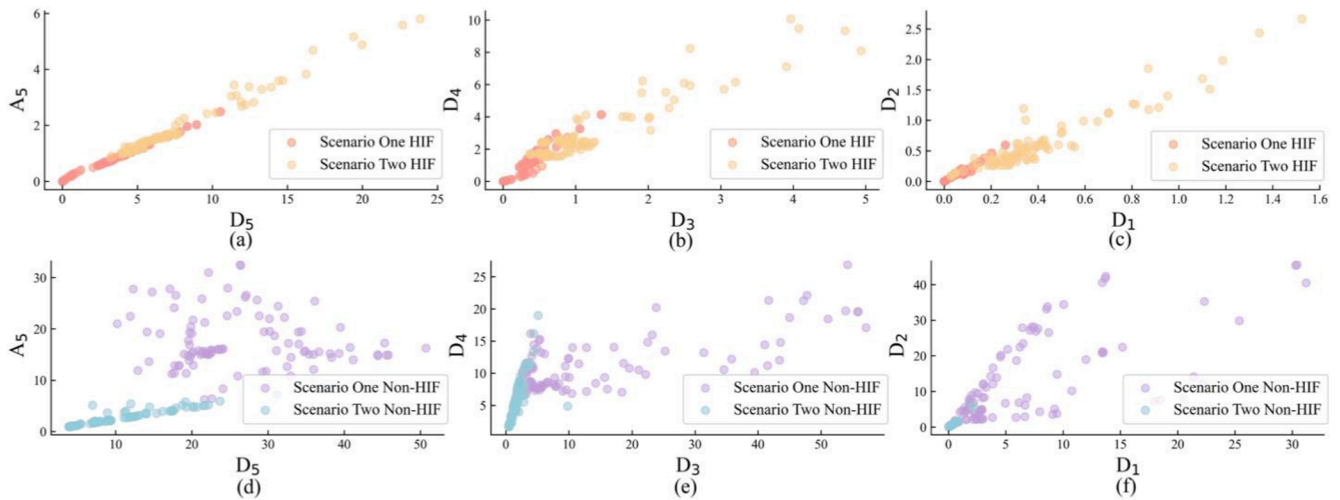 A₅
6
4
2
0
0
5
10
15
20
25
Scenario One HIF
Scenario Two HIF
D₅
(a)
D₄
10
8
6
4
2
0
0
1
2
3
4
5
Scenario One HIF
Scenario Two HIF
D₃
(b)
D₂
2.5
2.0
1.5
1.0
0.5
0.0
0.0
0.2
0.4
0.6
0.8
1.0
1.2
1.4
1.6
Scenario One HIF
Scenario Two HIF
D₁
(c)
A₅
30
20
10
0
10
20
30
40
50
Scenario One Non-HIF
Scenario Two Non-HIF
D₅
(d)
D₄
25
20
15
10
5
0
10
20
30
40
50
Scenario One Non-HIF
Scenario Two Non-HIF
D₃
(e)
D₂
40
30
20
10
0
0
5
10
15
20
25
30
Scenario One Non-HIF
Scenario Two Non-HIF
D₁
(f)